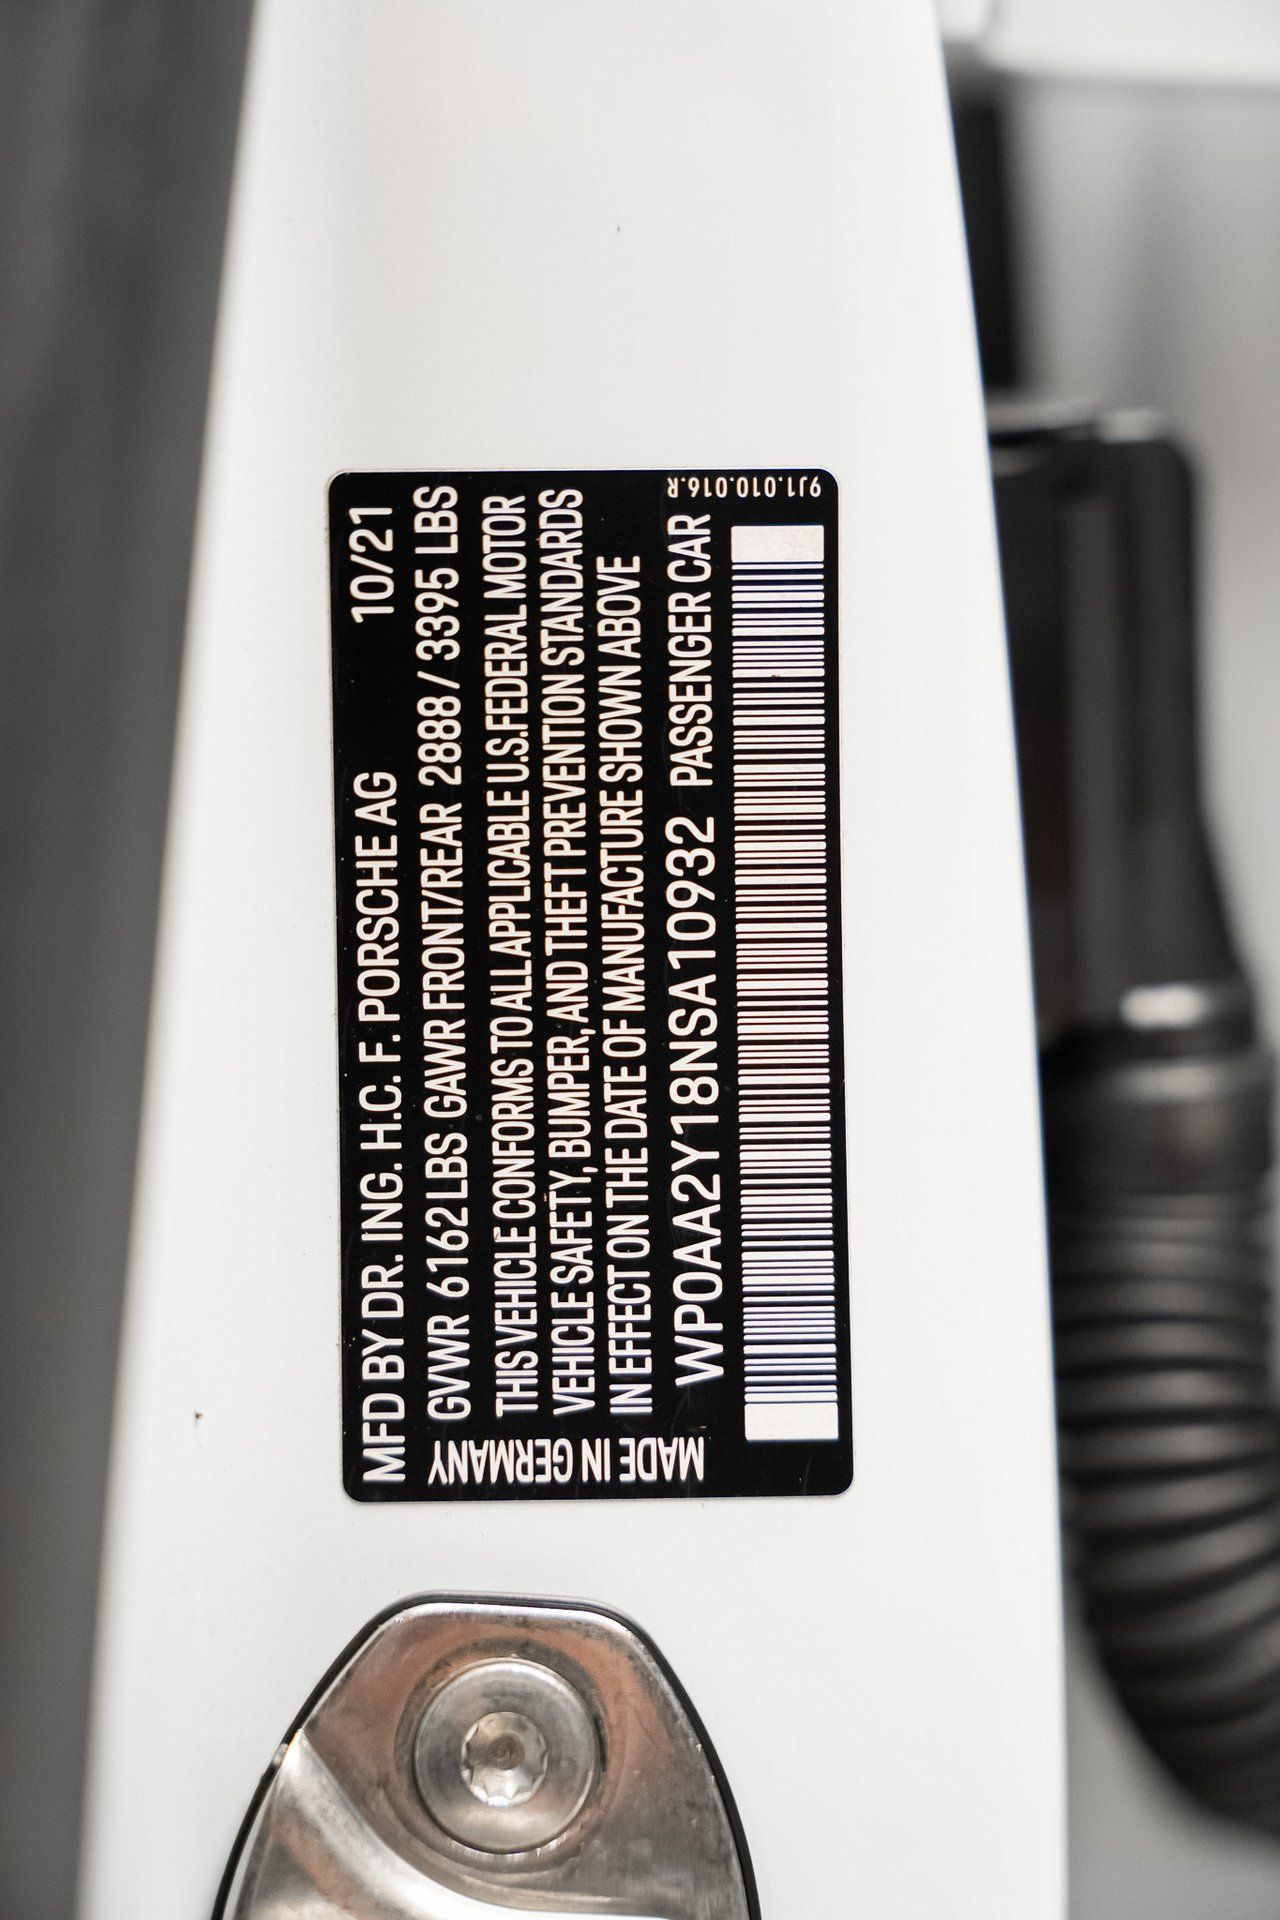 MFD BY DR. ING. H.C. F. PORSCHE AG 10/21
GVWR 6162 LBS GAWR FRONT/REAR 2888 / 3395 LBS
THIS VEHICLE CONFORMS TO ALL APPLICABLE U.S. FEDERAL MOTOR
VEHICLE SAFETY, BUMPER, AND THEFT PREVENTION STANDARDS
IN EFFECT ON THE DATE OF MANUFACTURE SHOWN ABOVE
WP0AA2Y18NSA10932 PASSENGER CAR
MADE IN GERMANY
9J1.010.016.R